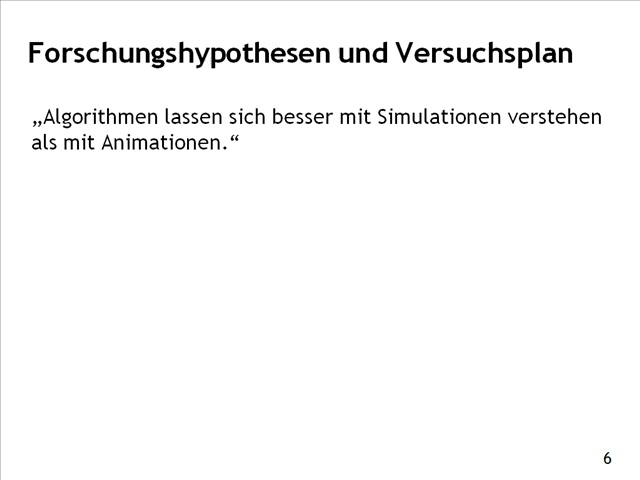 Forschungshypothesen und Versuchsplan
„Algorithmen lassen sich besser mit Simulationen verstehen
als mit Animationen.“
6